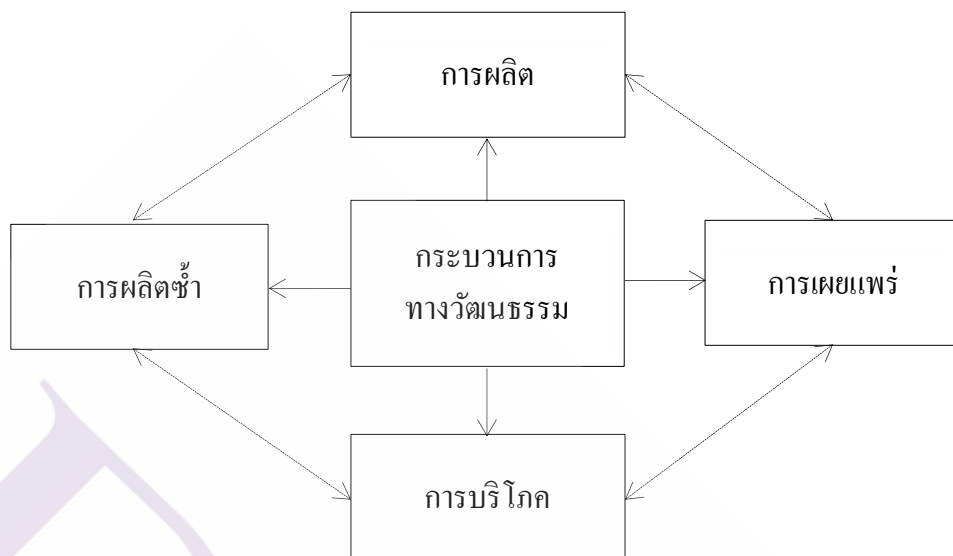 การผลิต
กระบวนการ
ทางวัฒนธรรม
การผลิตซ้ำ
การเผยแพร่
การบริโภค